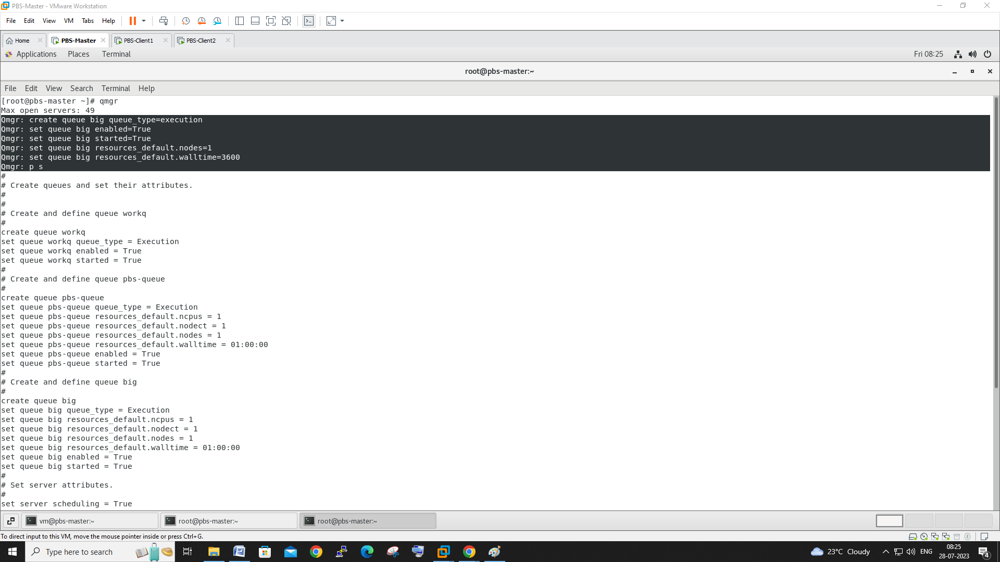 PBS-Master - VMware Workstation
File Edit View VM Tabs Help
Home PBS-Master PBS-Client1 PBS-Client2
Applications Places Terminal Fri 08:25
root@pbs-master:~
File Edit View Search Terminal Help
[root@pbs-master ~]# qmgr
Max open servers: 49
Qmgr: create queue big queue_type=execution
Qmgr: set queue big enabled=True
Qmgr: set queue big started=True
Qmgr: set queue big resources_default.nodes=1
Qmgr: set queue big resources_default.walltime=3600
Qmgr: p s
#
# Create queues and set their attributes.
#
#
# Create and define queue workq
#
create queue workq
set queue workq queue_type = Execution
set queue workq enabled = True
set queue workq started = True
#
# Create and define queue pbs-queue
#
create queue pbs-queue
set queue pbs-queue queue_type = Execution
set queue pbs-queue resources_default.ncpus = 1
set queue pbs-queue resources_default.nodect = 1
set queue pbs-queue resources_default.nodes = 1
set queue pbs-queue resources_default.walltime = 01:00:00
set queue pbs-queue enabled = True
set queue pbs-queue started = True
#
# Create and define queue big
#
create queue big
set queue big queue_type = Execution
set queue big resources_default.ncpus = 1
set queue big resources_default.nodect = 1
set queue big resources_default.nodes = 1
set queue big resources_default.walltime = 01:00:00
set queue big enabled = True
set queue big started = True
#
# Set server attributes.
#
set server scheduling = True
vm@pbs-master:~ root@pbs-master:~ root@pbs-master:~
To direct input to this VM, move the mouse pointer inside or press Ctrl+G.
Type here to search 23°C Cloudy ENG 08:25
28-07-2023 4